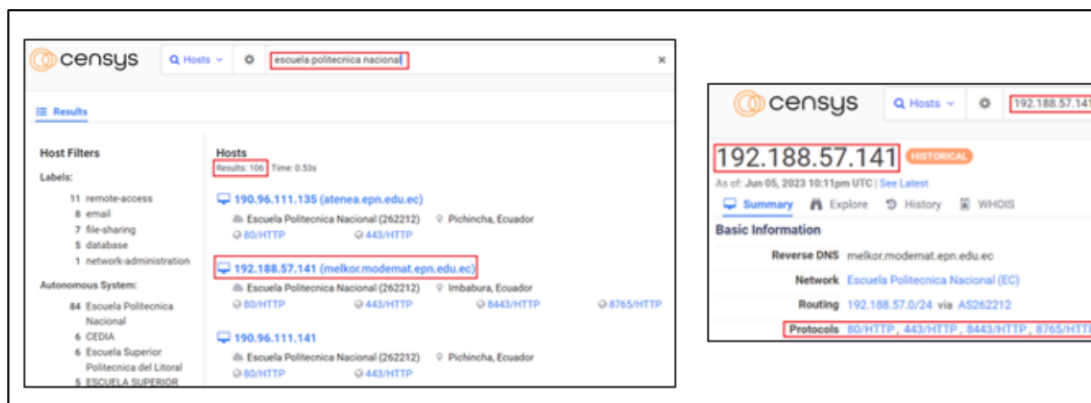 censys
Hosts
escuela politecnica nacional
×
Results
Host Filters
Labels:
11 remote-access
8 email
7 file-sharing
5 database
1 network-administration
Autonomous System:
84 Escuela Politecnica
Nacional
6 CEDIA
6 Escuela Superior
Politecnica del Litoral
5 ESCUELA SUPERIOR
Hosts
Results: 106 Time: 0.53s
190.96.111.135 (atenea.epn.edu.ec)
Escuela Politecnica Nacional (262212) Pichincha, Ecuador
80/HTTP 443/HTTP
192.188.57.141 (melkor.modemat.epn.edu.ec)
Escuela Politecnica Nacional (262212) Imbabura, Ecuador
80/HTTP 443/HTTP 8443/HTTP 8765/HTTP
190.96.111.141
Escuela Politecnica Nacional (262212) Pichincha, Ecuador
80/HTTP 443/HTTP
censys
Hosts
192.188.57.141
192.188.57.141 HISTORICAL
As of: Jun 05, 2023 10:11pm UTC | See Latest
Summary Explore History WHOIS
Basic Information
Reverse DNS melkor.modemat.epn.edu.ec
Network Escuela Politecnica Nacional (EC)
Routing 192.188.57.0/24 via AS262212
Protocols 80/HTTP , 443/HTTP , 8443/HTTP , 8765/HTTP